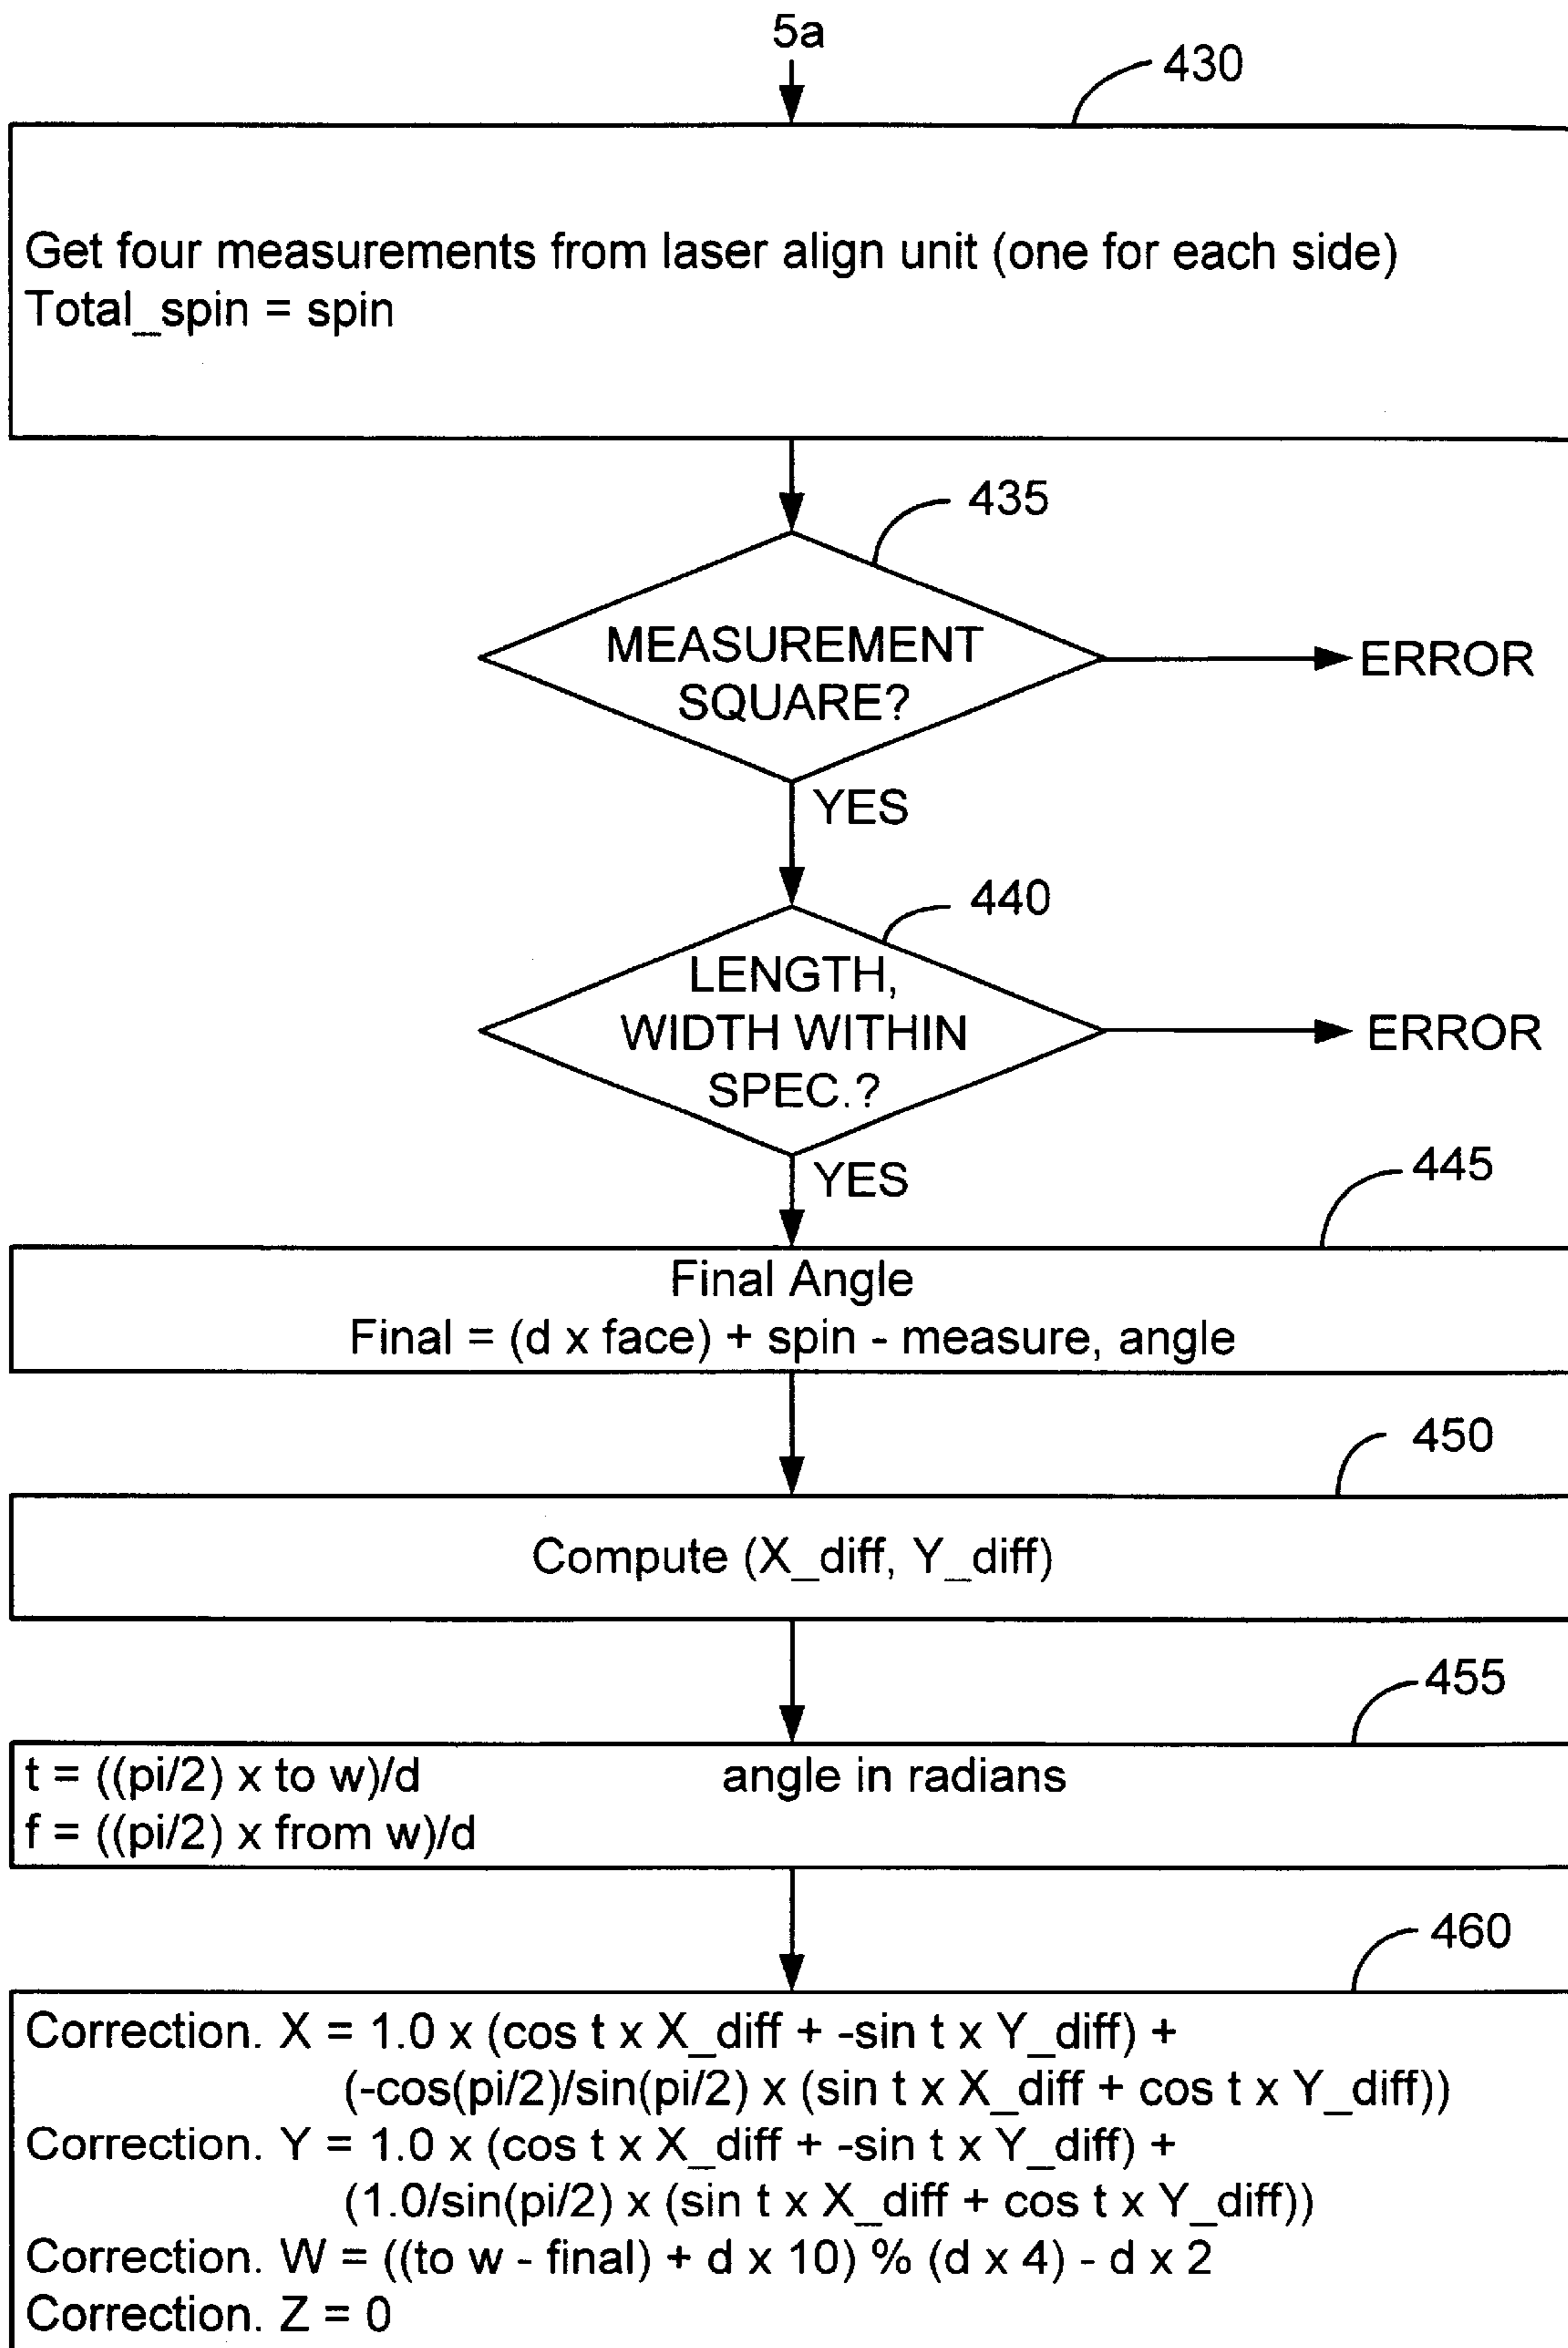 5a
430
Get four measurements from laser align unit (one for each side)
Total_spin = spin
435
MEASUREMENT
SQUARE?
ERROR
YES
440
LENGTH,
WIDTH WITHIN
SPEC.?
ERROR
YES
445
Final Angle
Final = (d x face) + spin - measure, angle
450
Compute (X_diff, Y_diff)
455
t = ((pi/2) x to w)/d angle in radians
f = ((pi/2) x from w)/d
460
Correction. X = 1.0 x (cos t x X_diff + -sin t x Y_diff) +
(-cos(pi/2)/sin(pi/2) x (sin t x X_diff + cos t x Y_diff))
Correction. Y = 1.0 x (cos t x X_diff + -sin t x Y_diff) +
(1.0/sin(pi/2) x (sin t x X_diff + cos t x Y_diff))
Correction. W = ((to w - final) + d x 10) % (d x 4) - d x 2
Correction. Z = 0